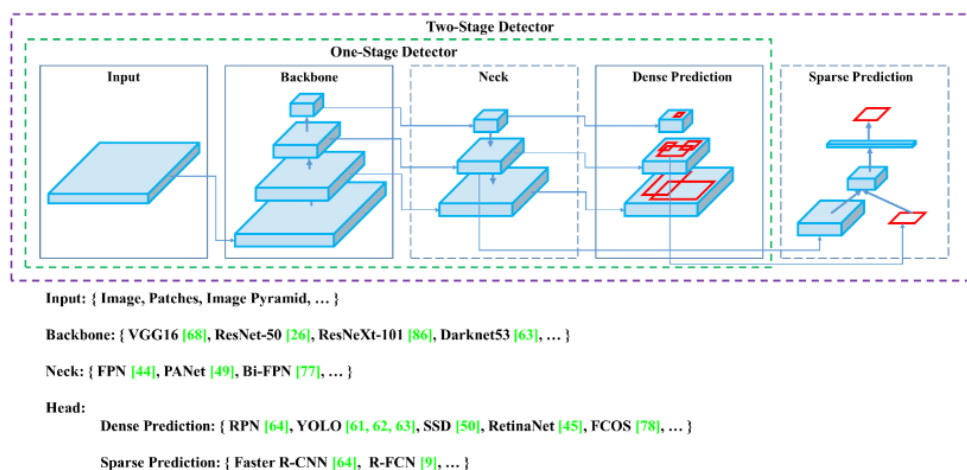 Two-Stage Detector
One-Stage Detector
Input
Backbone
Neck
Dense Prediction
Sparse Prediction
Input: { Image, Patches, Image Pyramid, … }
Backbone: { VGG16 [68], ResNet-50 [26], ResNeXt-101 [86], Darknet53 [63], … }
Neck: { FPN [44], PANet [49], Bi-FPN [77], … }
Head:
Dense Prediction: { RPN [64], YOLO [61, 62, 63], SSD [50], RetinaNet [45], FCOS [78], … }
Sparse Prediction: { Faster R-CNN [64], R-FCN [9], … }